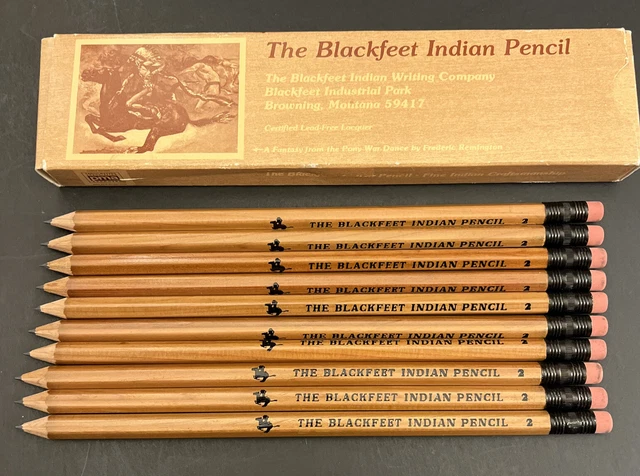 The Blackfeet Indian Pencil
The Blackfeet Indian Writing Company
Blackfeet Industrial Park
Browning, Montana 59417
Certified Lead-Free Lacquer
A Fantasy from the Pony War Dance by Frederic Remington
THE BLACKFEET INDIAN PENCIL 2
THE BLACKFEET INDIAN PENCIL 2
THE BLACKFEET INDIAN PENCIL 2
THE BLACKFEET INDIAN PENCIL 2
THE BLACKFEET INDIAN PENCIL 2
THE BLACKFEET INDIAN PENCIL 2
THE BLACKFEET INDIAN PENCIL 2
THE BLACKFEET INDIAN PENCIL 2
THE BLACKFEET INDIAN PENCIL 2
THE BLACKFEET INDIAN PENCIL 2